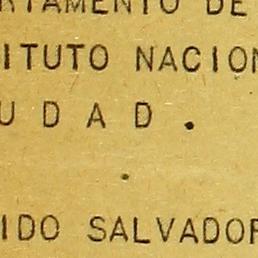 RTAMENTO DE
ITUTO NACION
U D A D .
IDO SALVADOR